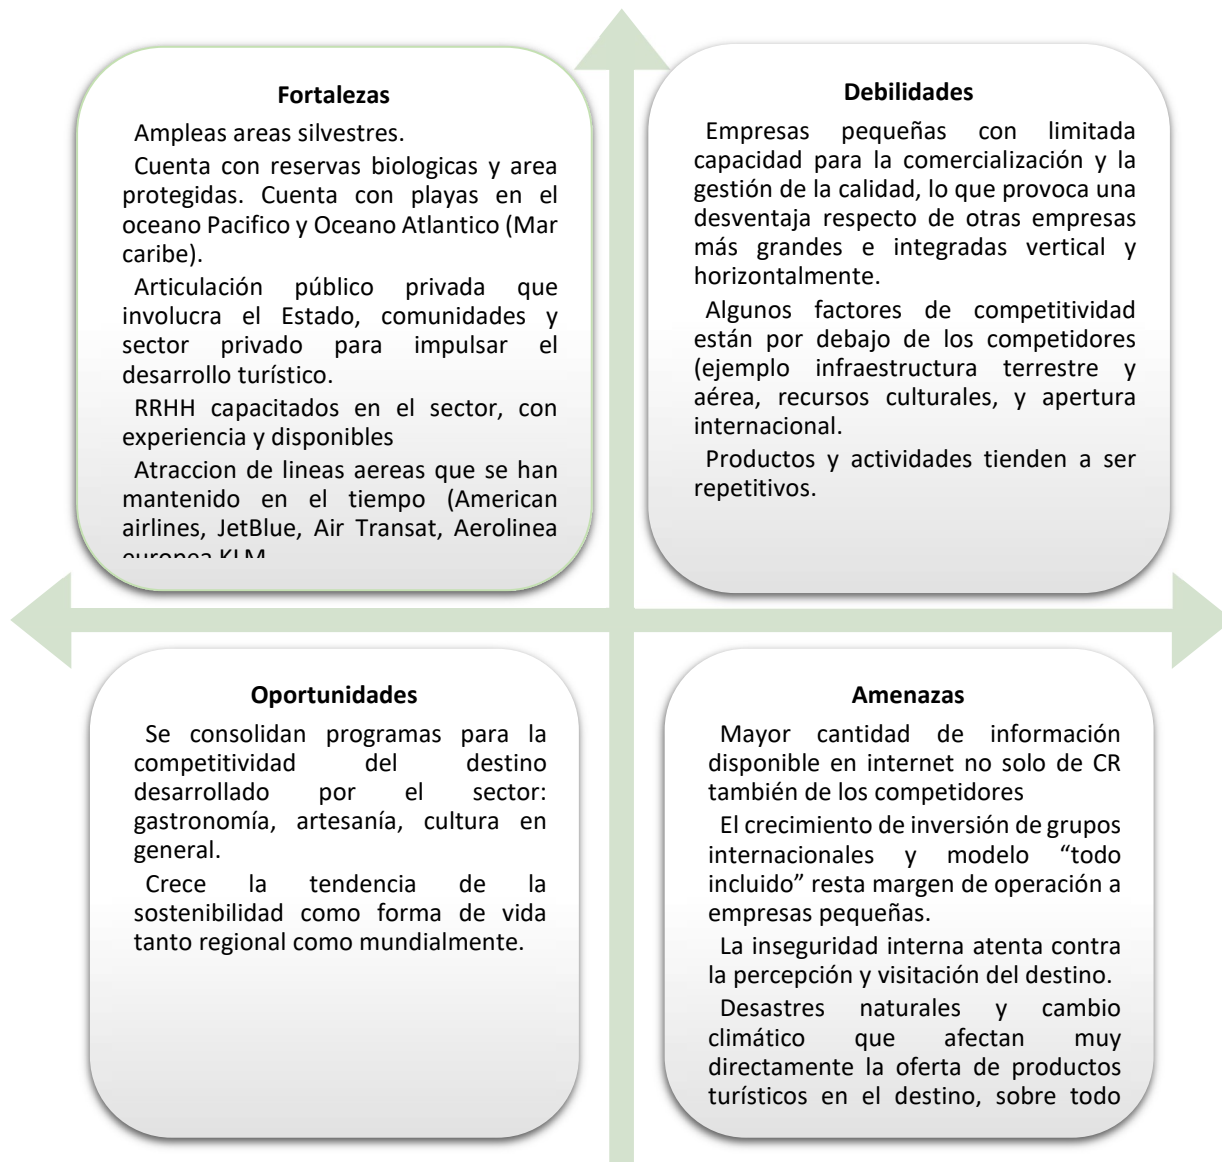 Fortalezas
Ampleas areas silvestres.
Cuenta con reservas biologicas y area
protegidas. Cuenta con playas en el
oceano Pacifico y Oceano Atlantico (Mar
caribe).
Articulación público privada que
involucra el Estado, comunidades y
sector privado para impulsar el
desarrollo turístico.
RRHH capacitados en el sector, con
experiencia y disponibles
Atraccion de lineas aereas que se han
mantenido en el tiempo (American
airlines, JetBlue, Air Transat, Aerolinea
europea KLM
Debilidades
Empresas pequeñas con limitada
capacidad para la comercialización y la
gestión de la calidad, lo que provoca una
desventaja respecto de otras empresas
más grandes e integradas vertical y
horizontalmente.
Algunos factores de competitividad
están por debajo de los competidores
(ejemplo infraestructura terrestre y
aérea, recursos culturales, y apertura
internacional.
Productos y actividades tienden a ser
repetitivos.
Oportunidades
Se consolidan programas para la
competitividad del destino
desarrollado por el sector:
gastronomía, artesanía, cultura en
general.
Crece la tendencia de la
sostenibilidad como forma de vida
tanto regional como mundialmente.
Amenazas
Mayor cantidad de información
disponible en internet no solo de CR
también de los competidores
El crecimiento de inversión de grupos
internacionales y modelo “todo
incluido” resta margen de operación a
empresas pequeñas.
La inseguridad interna atenta contra
la percepción y visitación del destino.
Desastres naturales y cambio
climático que afectan muy
directamente la oferta de productos
turísticos en el destino, sobre todo